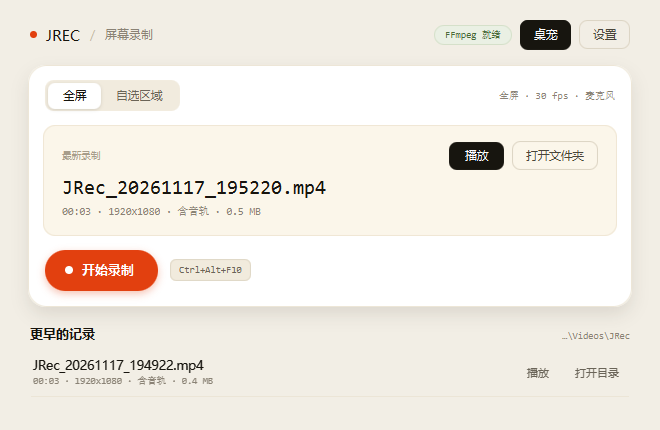 JREC / 屏幕录制 FFmpeg 就绪 桌宠 设置
全屏 自选区域 全屏 · 30 fps · 麦克风
最新录制 播放 打开文件夹
JRec_20261117_195220.mp4
00:03 · 1920x1080 · 含音轨 · 0.5 MB
开始录制 Ctrl+Alt+F10
更早的记录 …\Videos\JRec
JRec_20261117_194922.mp4
00:03 · 1920x1080 · 含音轨 · 0.4 MB 播放 打开目录